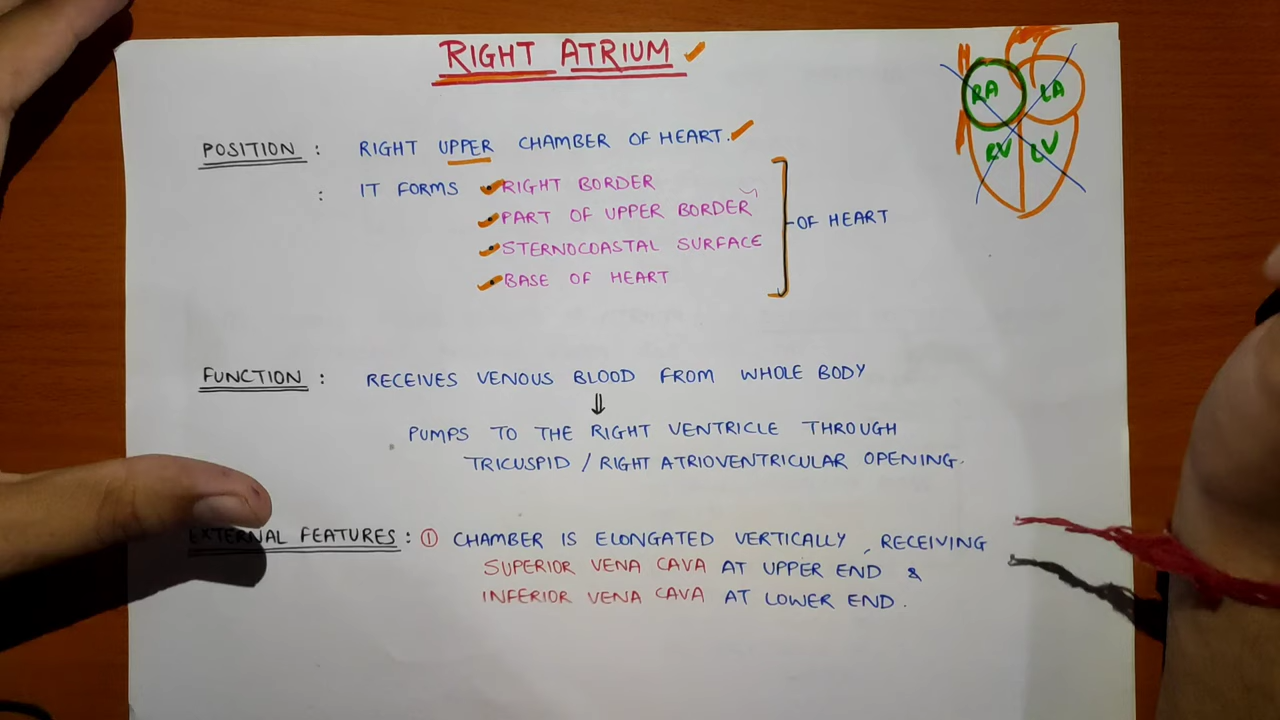 RIGHT ATRIUM
POSITION : RIGHT UPPER CHAMBER OF HEART.
: IT FORMS • RIGHT BORDER
• PART OF UPPER BORDER
• STERNOCOASTAL SURFACE
• BASE OF HEART
OF HEART
RA LA
RV LV
FUNCTION : RECEIVES VENOUS BLOOD FROM WHOLE BODY
⇓
PUMPS TO THE RIGHT VENTRICLE THROUGH
TRICUSPID / RIGHT ATRIOVENTRICULAR OPENING.
EXTERNAL FEATURES : ① CHAMBER IS ELONGATED VERTICALLY, RECEIVING
SUPERIOR VENA CAVA AT UPPER END &
INFERIOR VENA CAVA AT LOWER END.